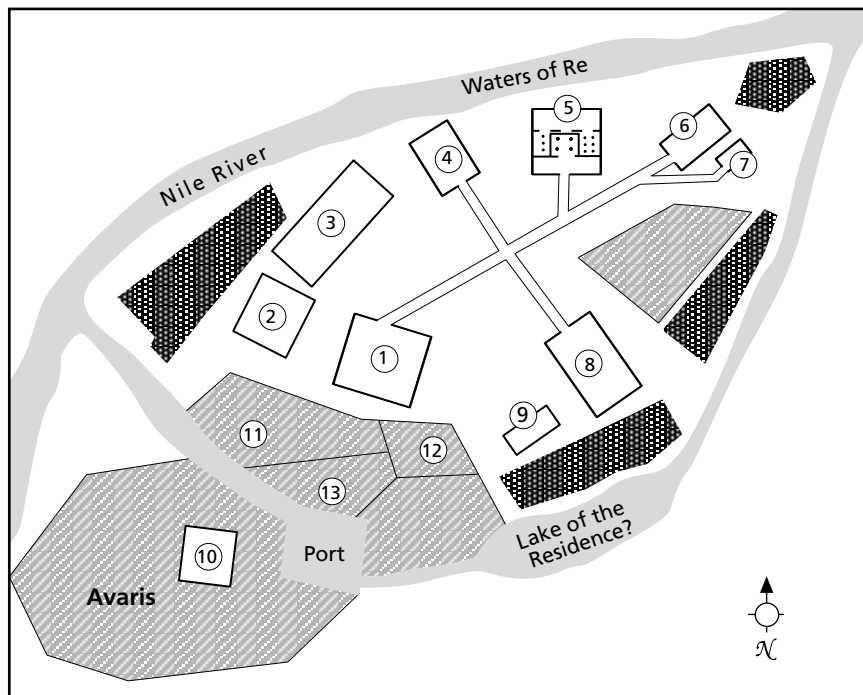 Waters of Re
Nile River
5
6
4
7
3
2
1
8
9
11
12
13
10
Port
Avaris
Lake of the
Residence?
N